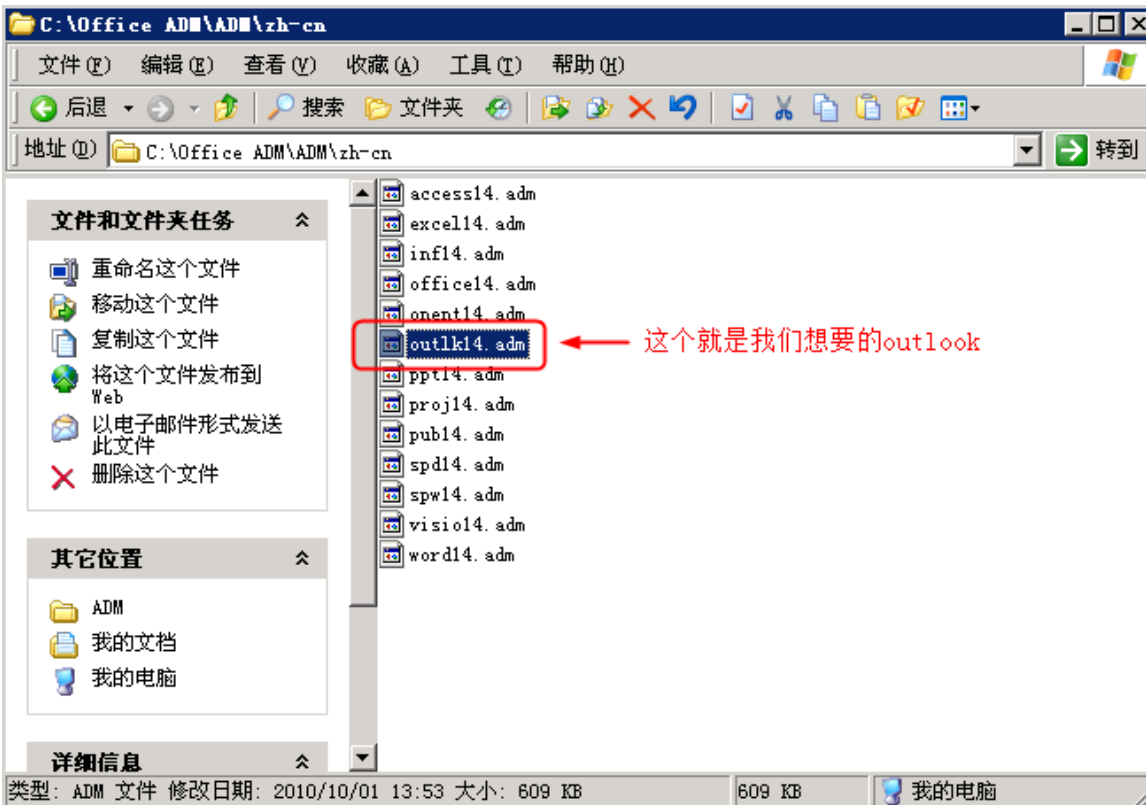 C:\Office ADM\ADM\zh-cn
文件(F) 编辑(E) 查看(V) 收藏(A) 工具(T) 帮助(H)
后退 搜索 文件夹
地址(D) C:\Office ADM\ADM\zh-cn 转到
文件和文件夹任务
重命名这个文件
移动这个文件
复制这个文件
将这个文件发布到
Web
以电子邮件形式发送
此文件
删除这个文件
其它位置
ADM
我的文档
我的电脑
详细信息
access14.adm
excel14.adm
inf14.adm
office14.adm
onent14.adm
outlk14.adm
这个就是我们想要的outlook
ppt14.adm
proj14.adm
pub14.adm
spd14.adm
spw14.adm
visio14.adm
word14.adm
类型: ADM 文件 修改日期: 2010/10/01 13:53 大小: 609 KB 609 KB 我的电脑